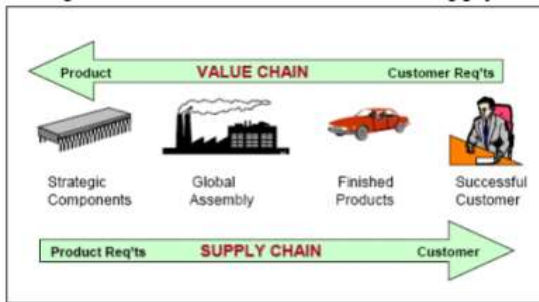 Product VALUE CHAIN Customer Req'ts
Strategic Components
Global Assembly
Finished Products
Successful Customer
Product Req'ts SUPPLY CHAIN Customer